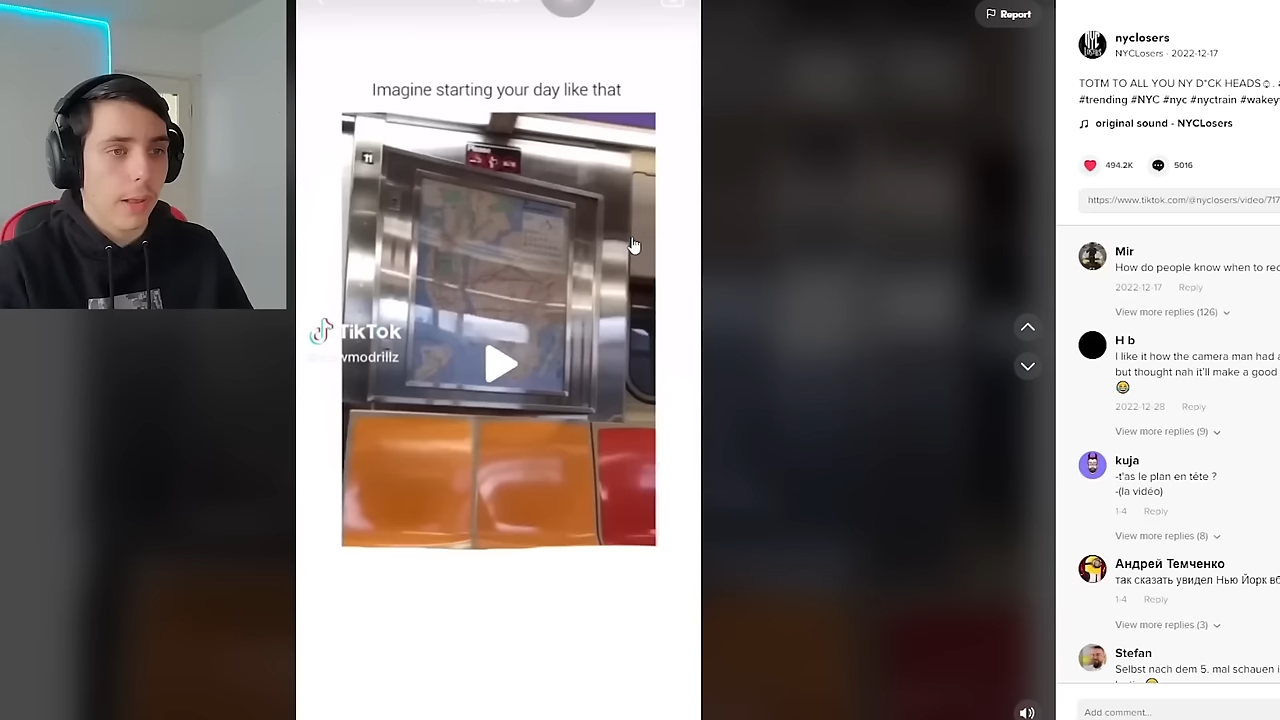 Report
Imagine starting your day like that
TikTok
nyclosers
NYCLosers · 2022-12-17
TOTM TO ALL YOU NY D*CK HEADS
#trending #NYC #nyc #nyctrain #wakey
original sound - NYCLosers
494.2K
5016
https://www.tiktok.com/@nyclosers/video/717
Mir
How do people know when to rec
2022-12-17 Reply
View more replies (126)
H b
I like it how the camera man had a
but thought nah it'll make a good
😂
2022-12-28 Reply
View more replies (9)
kuja
-t'as le plan en tête ?
-(la vidéo)
1-4 Reply
View more replies (8)
Андрей Темченко
так сказать увидел Нью Йорк вб
1-4 Reply
View more replies (3)
Stefan
Selbst nach dem 5. mal schauen i
Add comment...